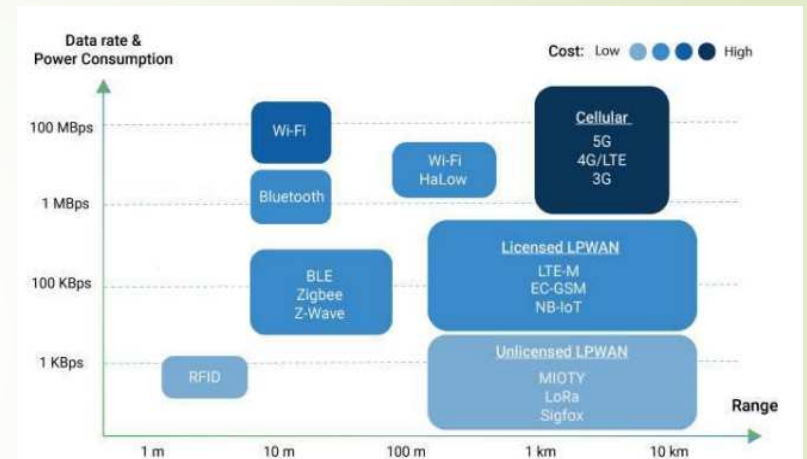 Data rate &
Power Consumption
Cost: Low High
100 MBps
1 MBps
100 KBps
1 KBps
Wi-Fi
Bluetooth
Wi-Fi
HaLow
Cellular
5G
4G/LTE
3G
BLE
Zigbee
Z-Wave
Licensed LPWAN
LTE-M
EC-GSM
NB-IoT
RFID
Unlicensed LPWAN
MIOTY
LoRa
Sigfox
Range
1 m 10 m 100 m 1 km 10 km